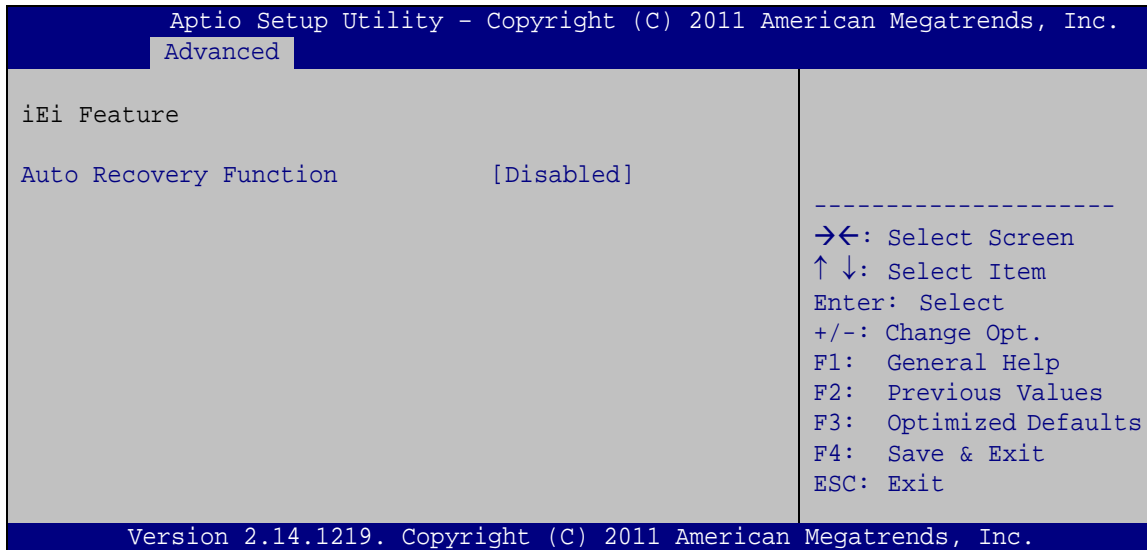 Aptio Setup Utility – Copyright (C) 2011 American Megatrends, Inc.
Advanced
iEi Feature
Auto Recovery Function [Disabled]
---------------------
→←: Select Screen
↑ ↓: Select Item
Enter: Select
+/-: Change Opt.
F1: General Help
F2: Previous Values
F3: Optimized Defaults
F4: Save & Exit
ESC: Exit
Version 2.14.1219. Copyright (C) 2011 American Megatrends, Inc.